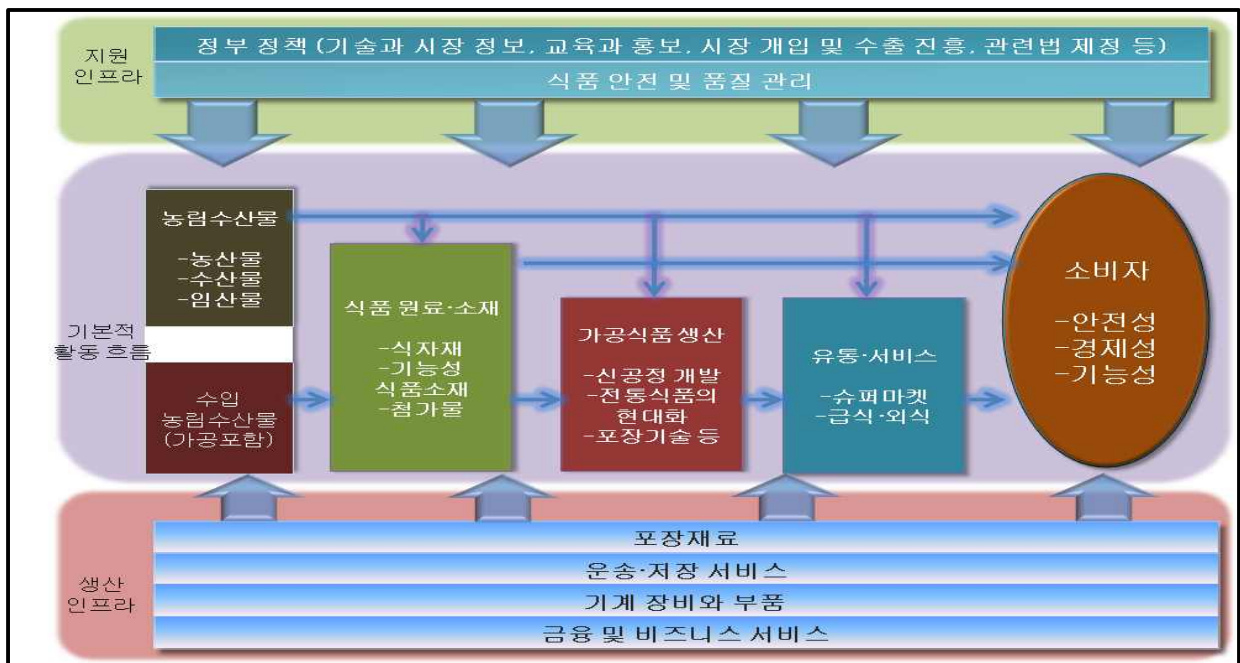 지원
인프라
정부 정책 (기술과 시장 정보, 교육과 홍보, 시장 개입 및 수출 진흥, 관련법 제정 등)
식품 안전 및 품질 관리
기본적
활동 흐름
농림수산물
-농산물
-수산물
-임산물
수입
농림수산물
(가공포함)
식품 원료·소재
-식자재
-기능성
식품소재
-첨가물
가공식품 생산
-신공정 개발
-전통식품의
현대화
-포장기술 등
유통·서비스
-슈퍼마켓
-급식·외식
소비자
-안전성
-경제성
-기능성
생산
인프라
포장재료
운송·저장 서비스
기계 장비와 부품
금융 및 비즈니스 서비스